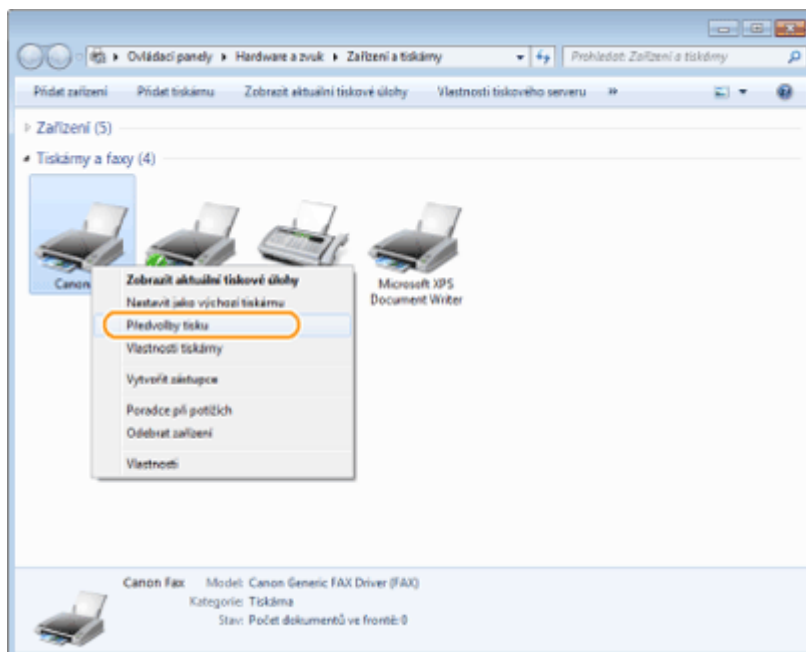 Ovládací panely ▸ Hardware a zvuk ▸ Zařízení a tiskárny
Prohledat: Zařízení a tiskárny
Přidat zařízení Přidat tiskárnu Zobrazit aktuální tiskové úlohy Vlastnosti tiskového serveru »
Zařízení (5)
Tiskárny a faxy (4)
Canon
Microsoft XPS
Document Writer
Zobrazit aktuální tiskové úlohy
Nastavit jako výchozí tiskárnu
Předvolby tisku
Vlastnosti tiskárny
Vytvořit zástupce
Poradce při potížích
Odebrat zařízení
Vlastnosti
Canon Fax Model: Canon Generic FAX Driver (FAX)
Kategorie: Tiskárna
Stav: Počet dokumentů ve frontě: 0